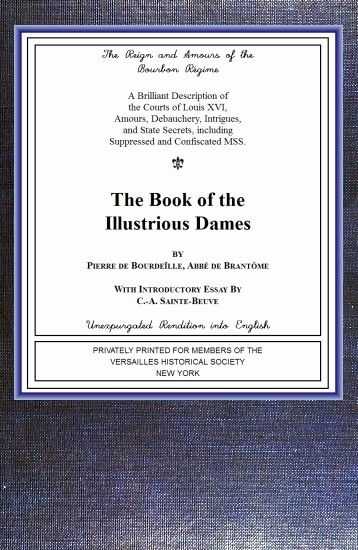 The Reign and Amours of the
Bourbon Régime
A Brilliant Description of
the Courts of Louis XVI,
Amours, Debauchery, Intrigues,
and State Secrets, including
Suppressed and Confiscated MSS.
The Book of the
Illustrious Dames
BY
PIERRE DE BOURDEÏLLE, ABBÉ DE BRANTÔME
WITH INTRODUCTORY ESSAY BY
C.-A. SAINTE-BEUVE
Unexpurgated Rendition into English
PRIVATELY PRINTED FOR MEMBERS OF THE
VERSAILLES HISTORICAL SOCIETY
NEW YORK